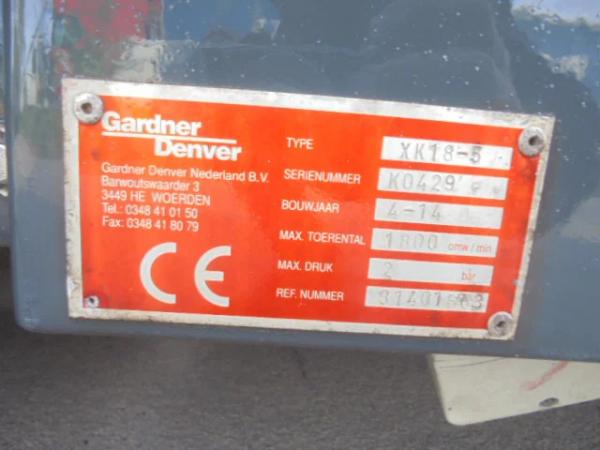 Gardner
Denver
Gardner Denver Nederland B.V.
Barwoutswaarder 3
3449 HE WOERDEN
Tel.: 0348 41 01 50
Fax: 0348 41 80 79
CE
TYPE XK18-5
SERIENUMMER
BOUWJAAR 4-14
MAX. TOERENTAL 1800 omw/min
MAX. DRUK 2 bar
REF. NUMMER